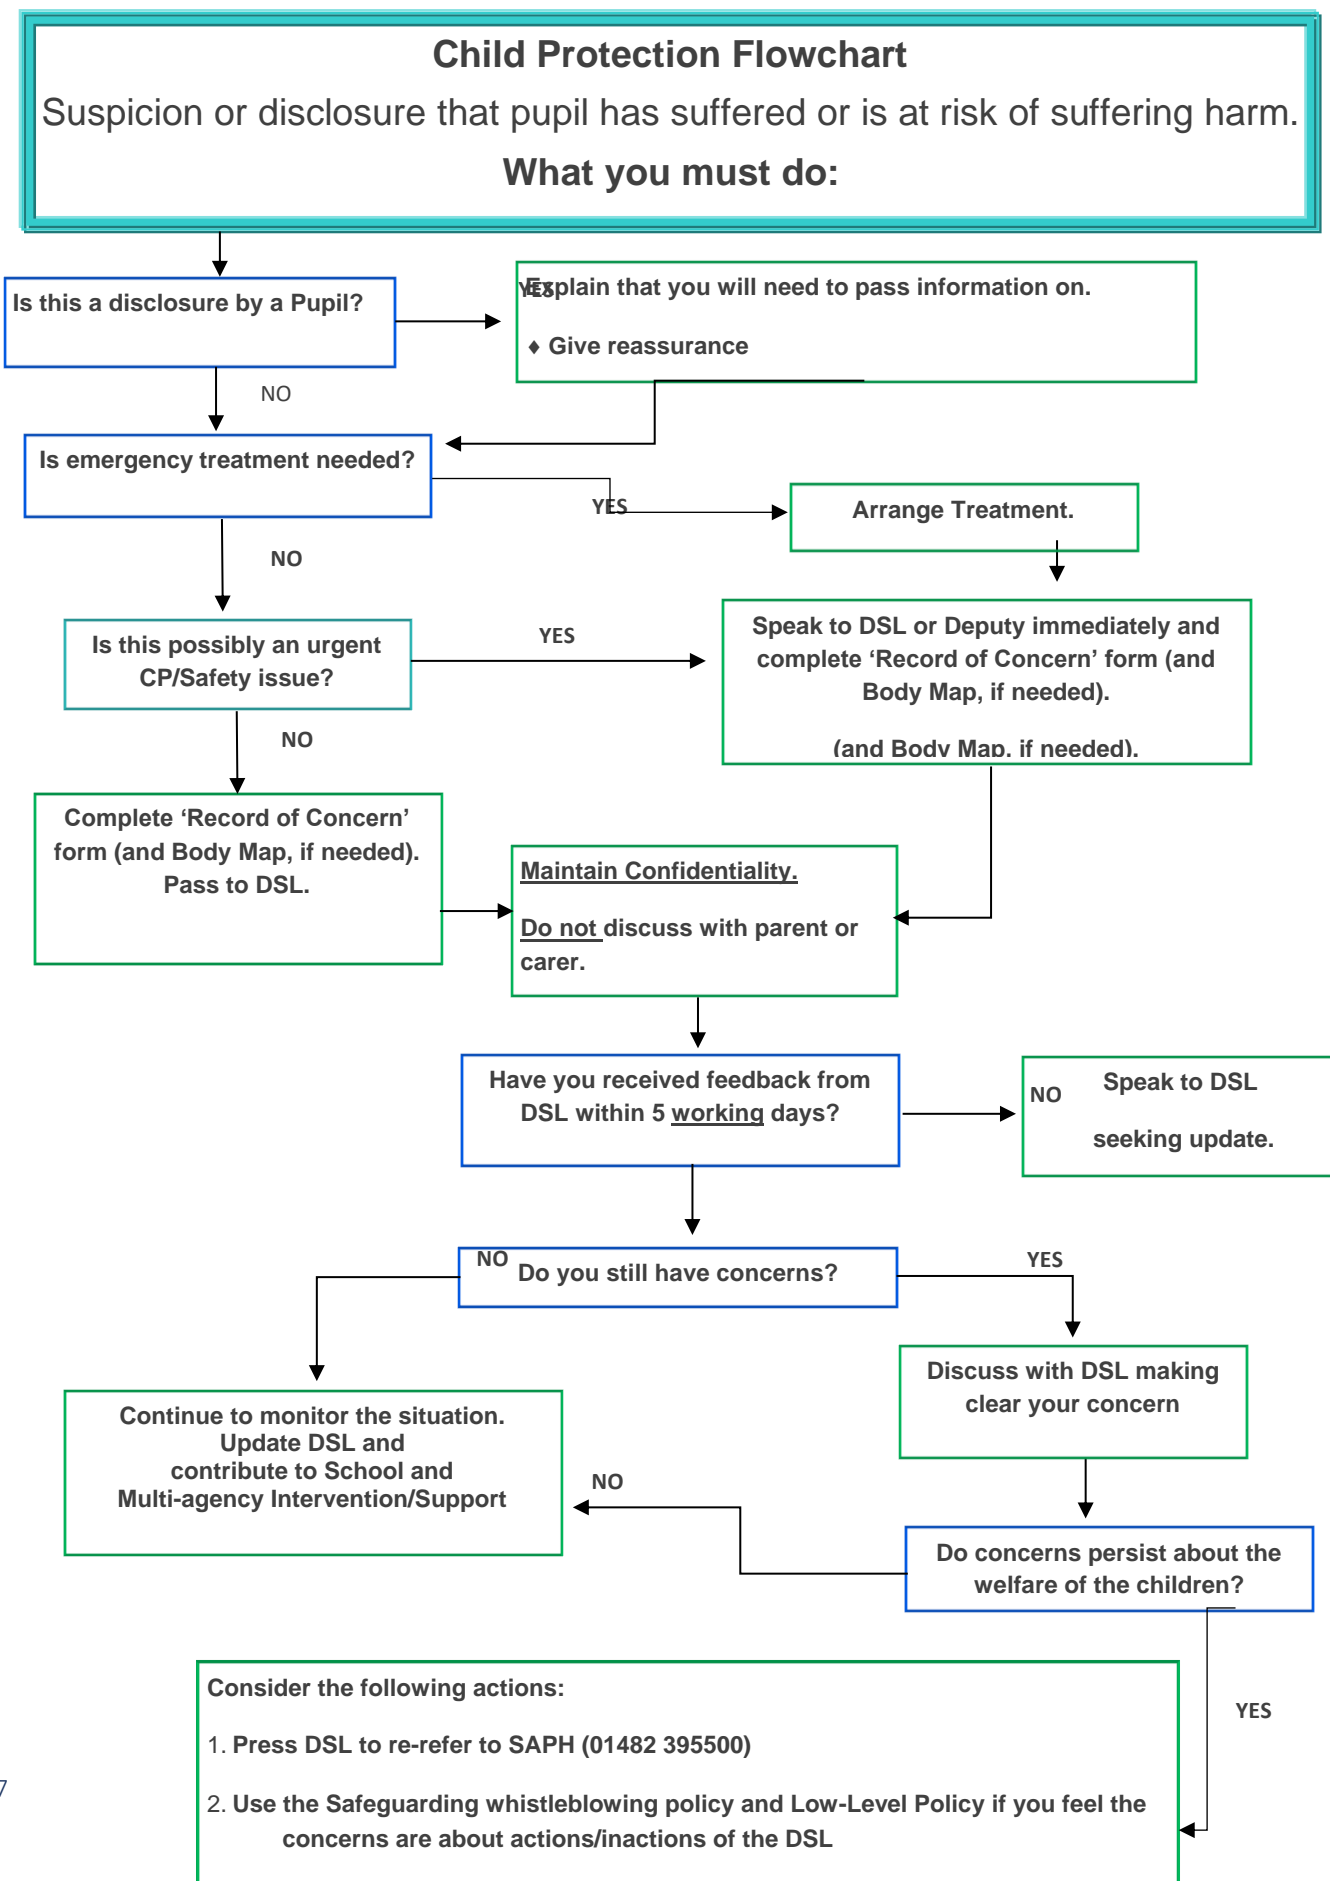 Child Protection Flowchart
Suspicion or disclosure that pupil has suffered or is at risk of suffering harm.
What you must do:
Is this a disclosure by a Pupil?
YES
Explain that you will need to pass information on.
♦ Give reassurance
NO
Is emergency treatment needed?
YES
Arrange Treatment.
NO
Is this possibly an urgent
CP/Safety issue?
YES
Speak to DSL or Deputy immediately and
complete ‘Record of Concern’ form (and
Body Map, if needed).
(and Body Map, if needed).
NO
Complete ‘Record of Concern’
form (and Body Map, if needed).
Pass to DSL.
Maintain Confidentiality.
Do not discuss with parent or
carer.
Have you received feedback from
DSL within 5 working days?
NO
Speak to DSL
seeking update.
NO
Do you still have concerns?
YES
Discuss with DSL making
clear your concern
Continue to monitor the situation.
Update DSL and
contribute to School and
Multi-agency Intervention/Support
NO
Do concerns persist about the
welfare of the children?
YES
Consider the following actions:
1. Press DSL to re-refer to SAPH (01482 395500)
2. Use the Safeguarding whistleblowing policy and Low-Level Policy if you feel the
concerns are about actions/inactions of the DSL
7